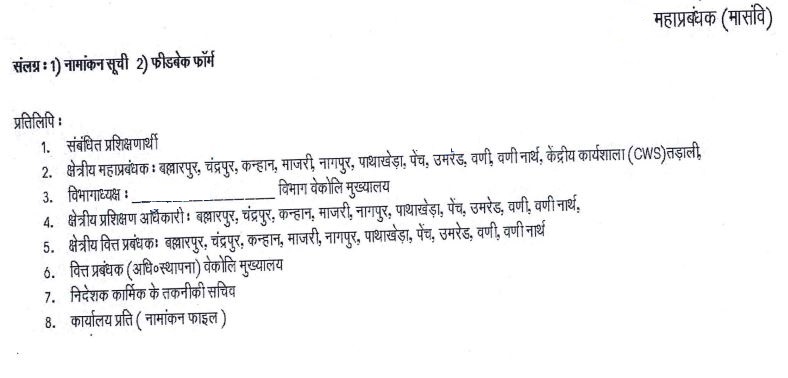 महाप्रबंधक (मासंवि)
संलग्न : 1) नामांकन सूची 2) फीडबेक फॉर्म
प्रतिलिपि :
1. संबंधित प्रशिक्षणार्थी
2. क्षेत्रीय महाप्रबंधक : बल्लारपुर, चंद्रपुर, कन्हान, माजरी, नागपुर, पाथाखेड़ा, पेंच, उमरेड, वणी, वणी नार्थ, केंद्रीय कार्यशाला (CWS)तड़ाली,
3. विभागाध्यक्ष : ____________________ विभाग वेकोलि मुख्यालय
4. क्षेत्रीय प्रशिक्षण अधिकारी : बल्लारपुर, चंद्रपुर, कन्हान, माजरी, नागपुर, पाथाखेड़ा, पेंच, उमरेड, वणी, वणी नार्थ,
5. क्षेत्रीय वित्त प्रबंधक: बल्लारपुर, चंद्रपुर, कन्हान, माजरी, नागपुर, पाथाखेड़ा, पेंच, उमरेड, वणी, वणी नार्थ
6. वित्त प्रबंधक (अधि०स्थापना) वेकोलि मुख्यालय
7. निदेशक कार्मिक के तकनीकी सचिव
8. कार्यालय प्रति ( नामांकन फाइल )